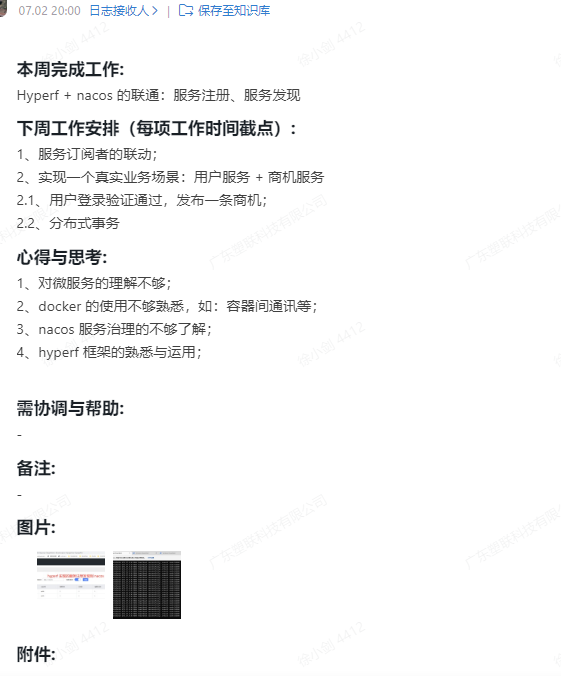 07.02 20:00 日志接收人 | 保存至知识库
本周完成工作:
Hyperf + nacos 的联通：服务注册、服务发现
下周工作安排（每项工作时间截点）:
1、服务订阅者的联动；
2、实现一个真实业务场景：用户服务 + 商机服务
2.1、用户登录验证通过，发布一条商机；
2.2、分布式事务
心得与思考:
1、对微服务的理解不够；
2、docker 的使用不够熟悉，如：容器间通讯等；
3、nacos 服务治理的不够了解；
4、hyperf 框架的熟悉与运用；
需协调与帮助:
-
备注:
-
图片:
附件: